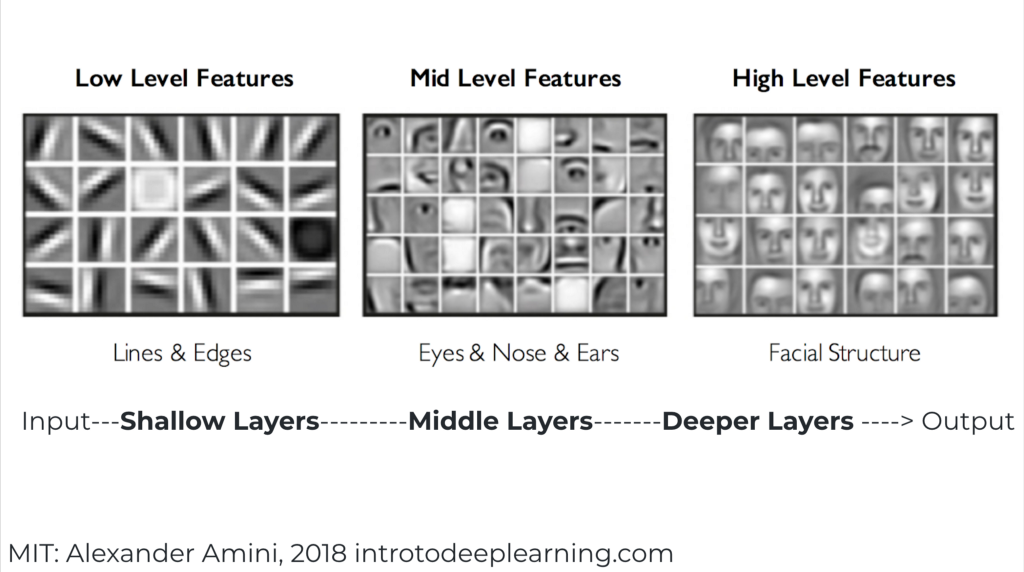 Low Level Features Mid Level Features High Level Features
Lines & Edges Eyes & Nose & Ears Facial Structure
Input---Shallow Layers---------Middle Layers-------Deeper Layers ----> Output
MIT: Alexander Amini, 2018 introtodeeplearning.com